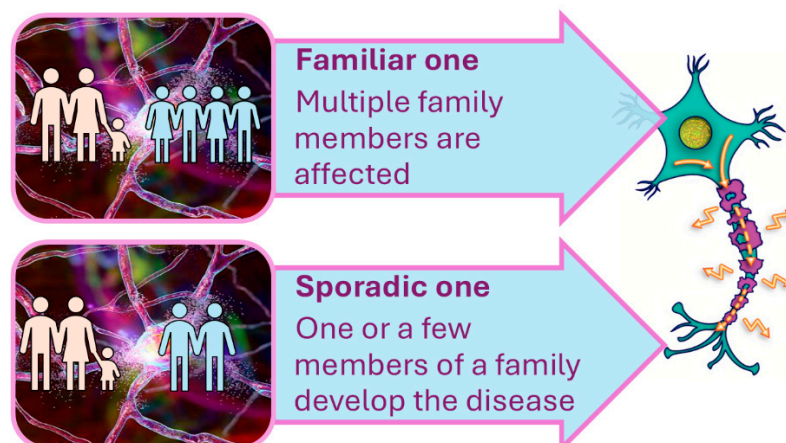 Familiar one
Multiple family
members are
affected
Sporadic one
One or a few
members of a family
develop the disease